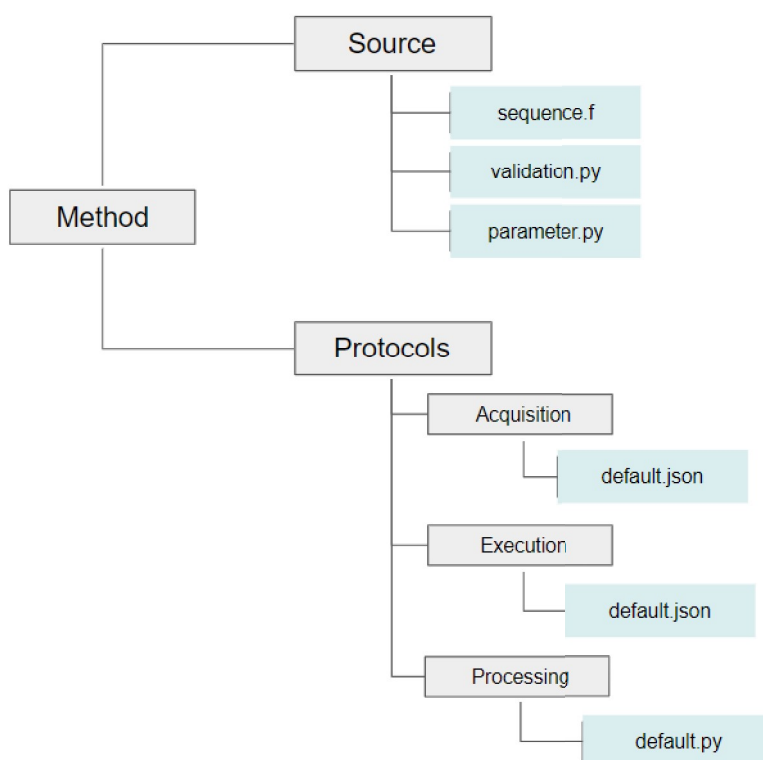 Source
sequence.f
validation.py
Method
parameter.py
Protocols
Acquisition
default.json
Execution
default.json
Processing
default.py